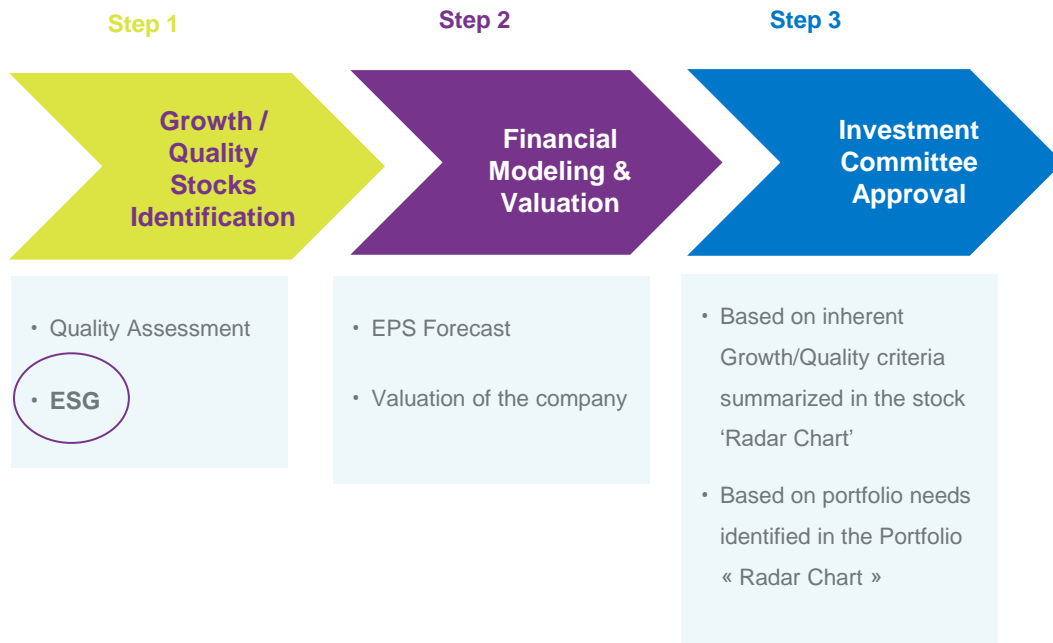 Step 1
Step 2
Step 3
Growth /
Quality
Stocks
Identification
Financial
Modeling &
Valuation
Investment
Committee
Approval
• Quality Assessment
• ESG
• EPS Forecast
• Valuation of the company
• Based on inherent
Growth/Quality criteria
summarized in the stock
‘Radar Chart’
• Based on portfolio needs
identified in the Portfolio
« Radar Chart »